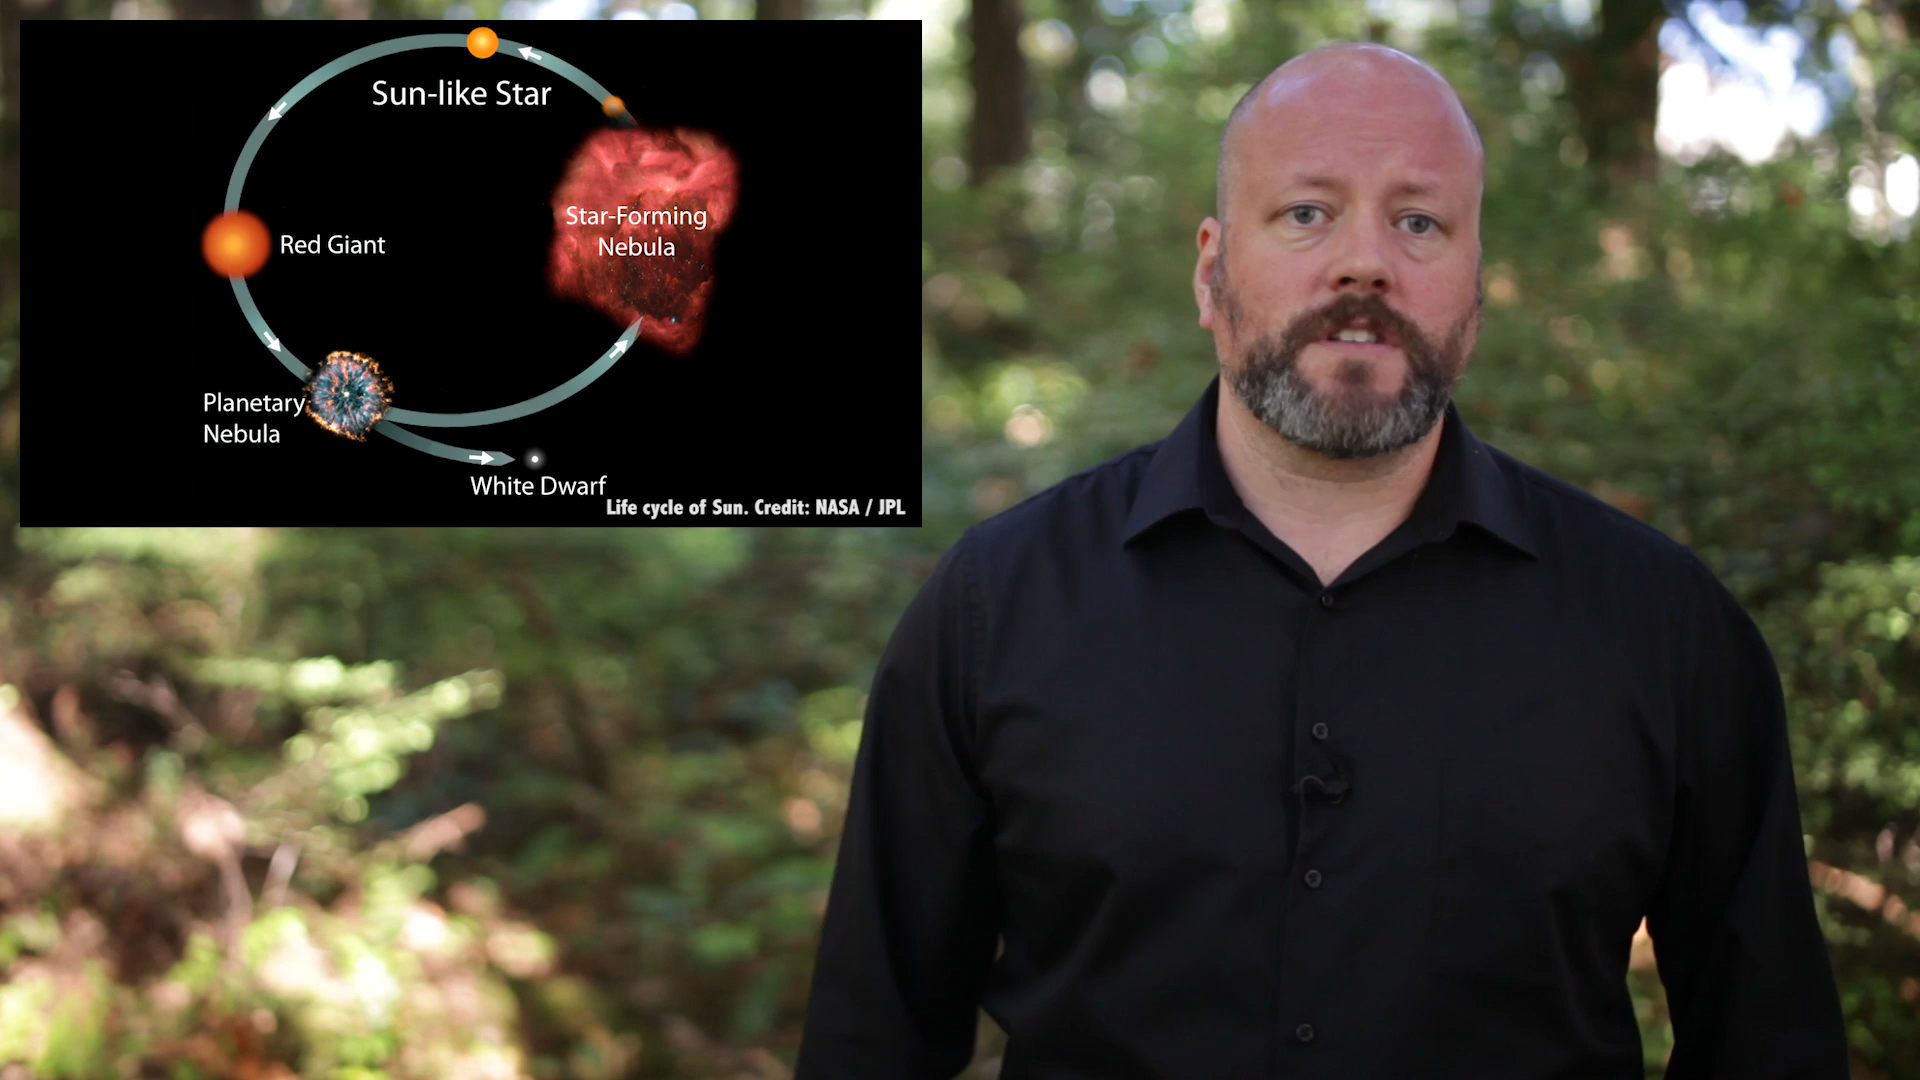 Sun-like Star
Star-Forming
Nebula
Red Giant
Planetary
Nebula
White Dwarf
Life cycle of Sun. Credit: NASA / JPL